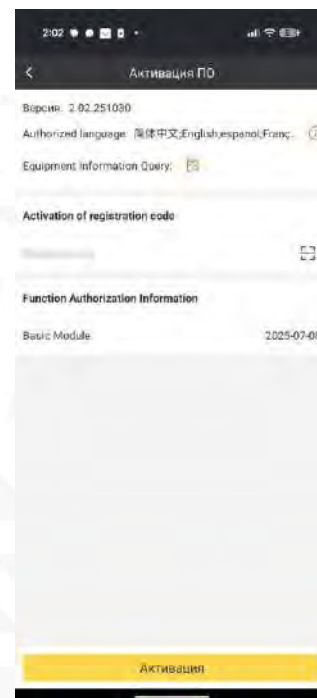 2:02
Активация ПО
Версия: 2.02.251030
Authorized language: 简体中文;English;espanol;Franç..
Equipment Information Query:
Activation of registration code
Function Authorization Information
Basic Module 2025-07-0
Активация